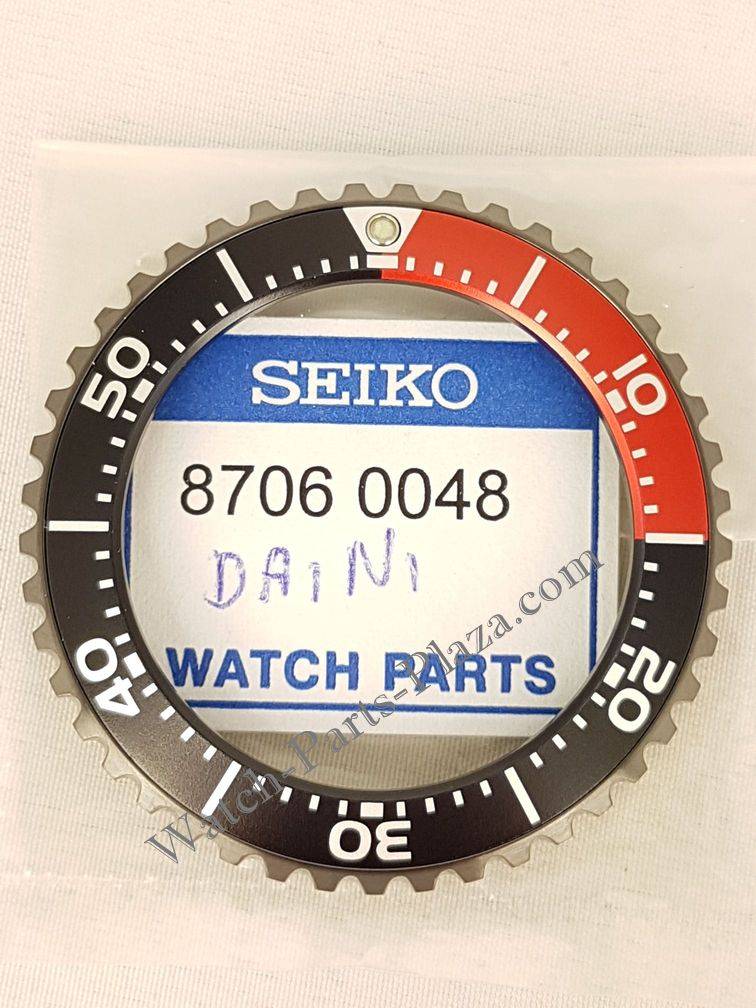 SEIKO
8706 0048
DAiNi
WATCH PARTS
10
20
30
40
50
Watch-Parts-Plaza.com